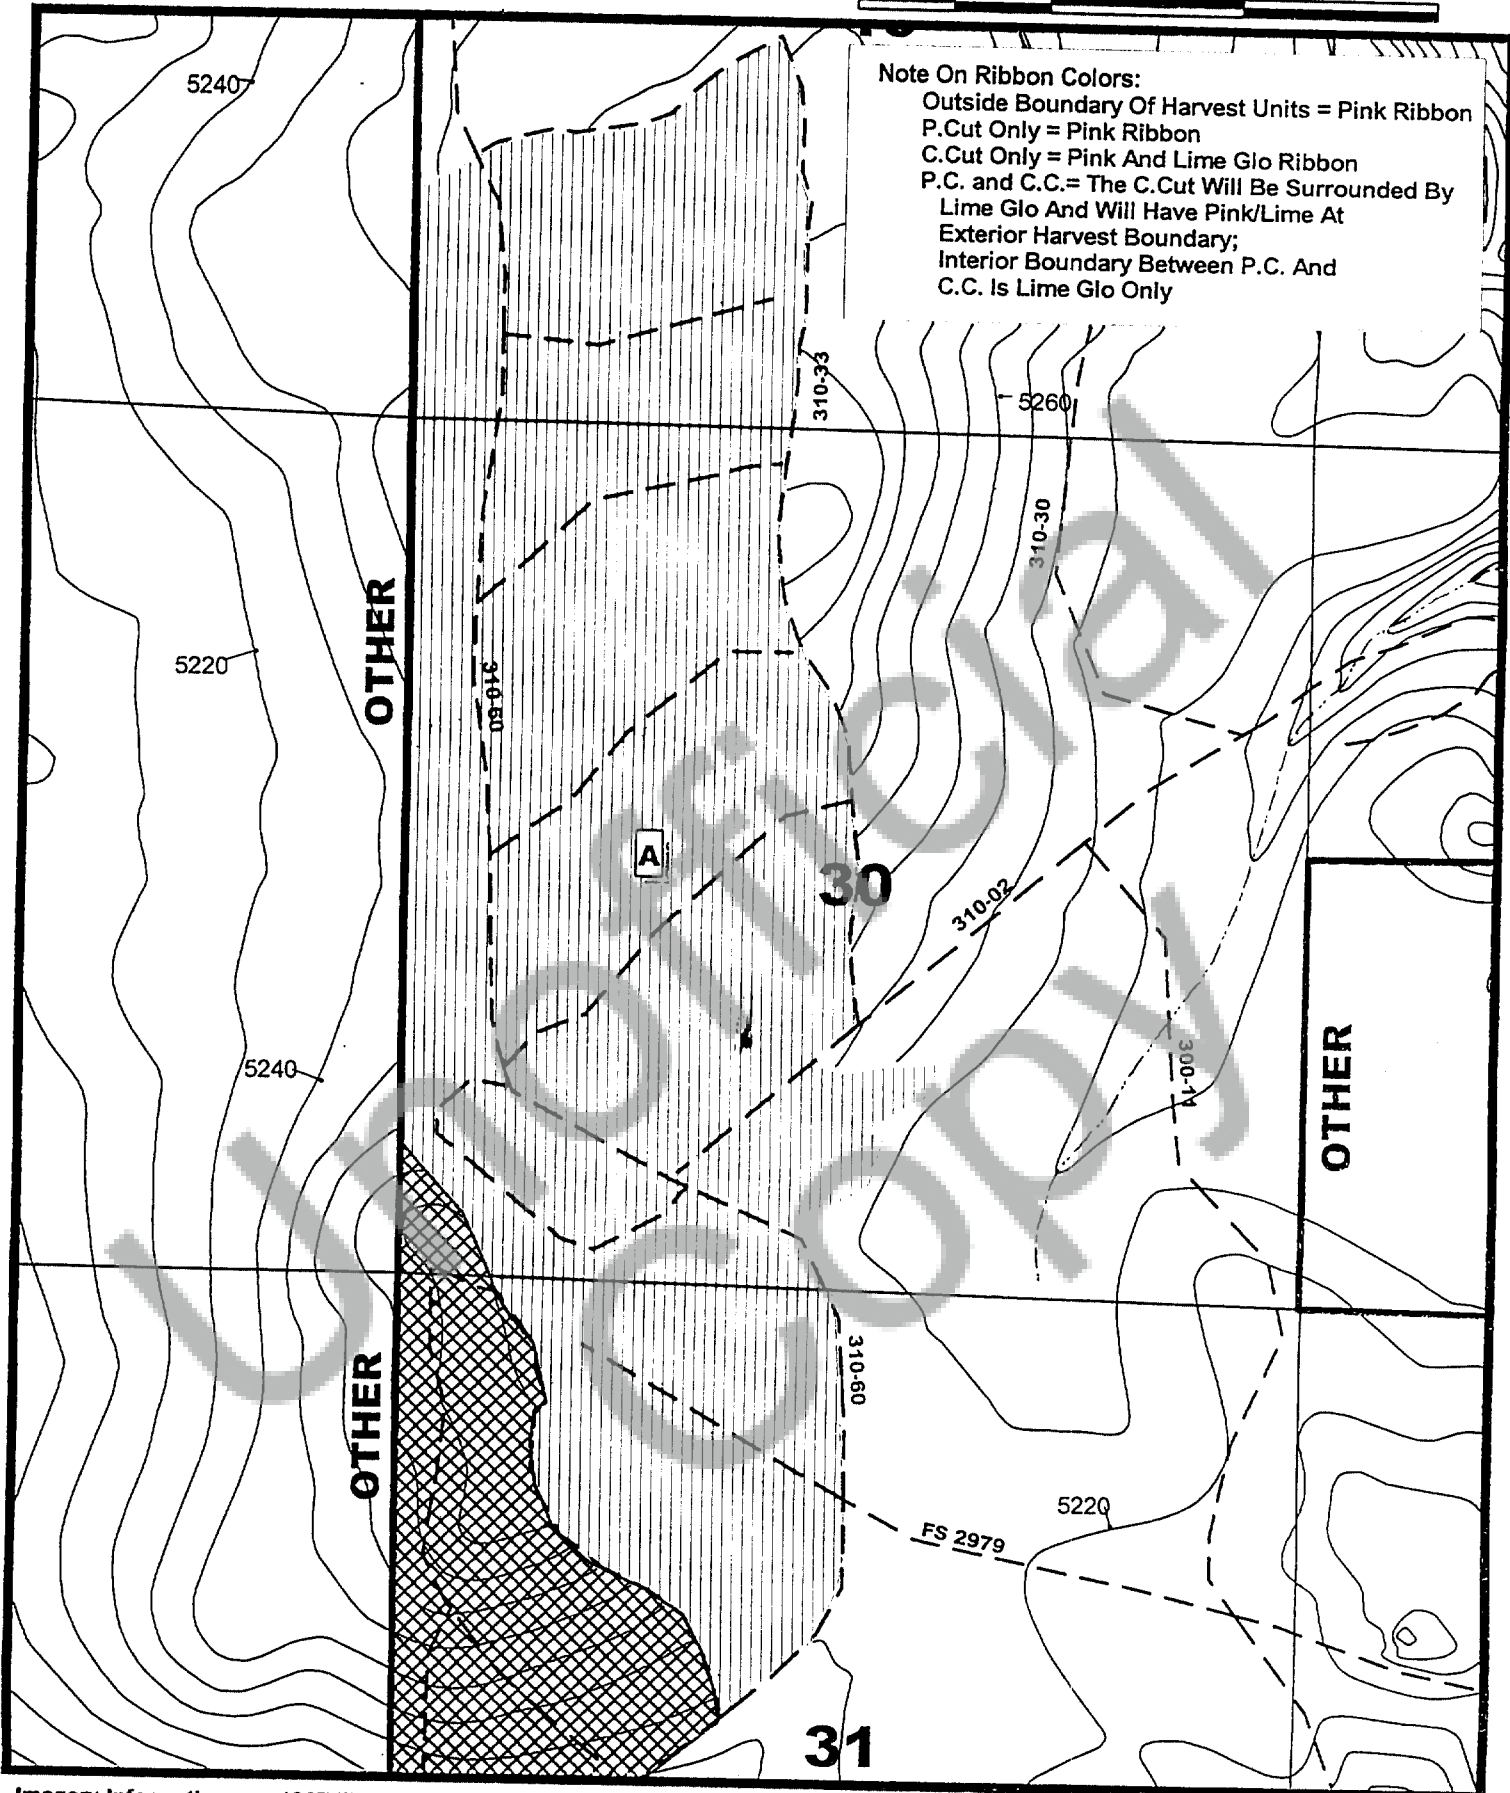 Note On Ribbon Colors:
Outside Boundary Of Harvest Units = Pink Ribbon
P.Cut Only = Pink Ribbon
C.Cut Only = Pink And Lime Glo Ribbon
P.C. and C.C.= The C.Cut Will Be Surrounded By
Lime Glo And Will Have Pink/Lime At
Exterior Harvest Boundary;
Interior Boundary Between P.C. And
C.C. Is Lime Glo Only
5240
310-33
5260
310-30
OTHER
5220
310-60
A
30
310-02
300-11
OTHER
5240
310-60
OTHER
5220
FS 2979
31
Unofficial
Copy